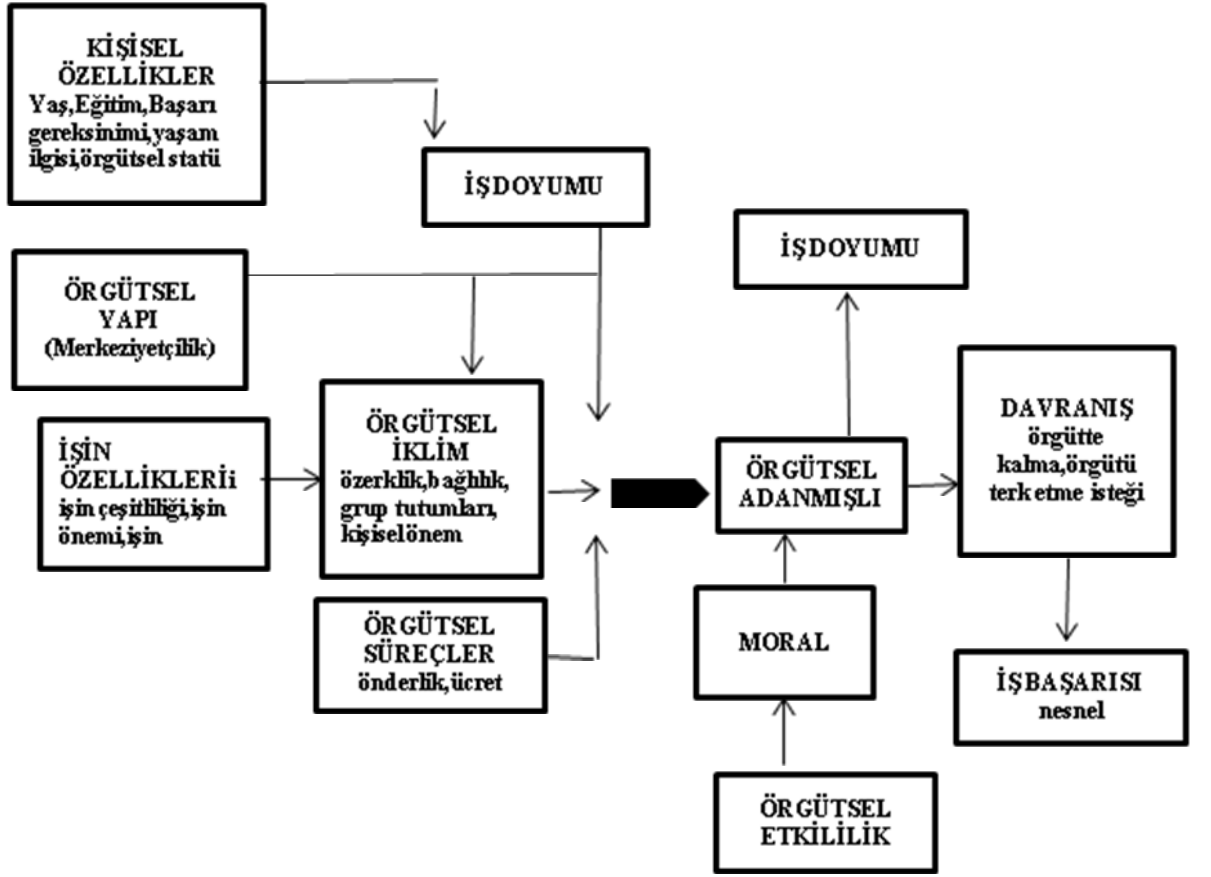 KİŞİSEL
ÖZELLİKLER
Yaş,Eğitim,Başarı
gereksinimi,yaşam
ilgisi,örgütsel statü
İŞDOYUMU
ÖRGÜTSEL
YAPI
(Merkeziyetçilik)
İŞİN
ÖZELLİKLERİi
işin çeşitliliği,işin
önemi,işin
ÖRGÜTSEL
İKLİM
özerklik,bağlılık,
grup tutumları,
kişiselönem
ÖRGÜTSEL
SÜREÇLER
önderlik,ücret
İŞDOYUMU
ÖRGÜTSEL
ADANMIŞLI
MORAL
ÖRGÜTSEL
ETKİLİLİK
DAVRANIŞ
örgütte
kalma,örgütü
terk etme isteği
İŞBAŞARISI
nesnel